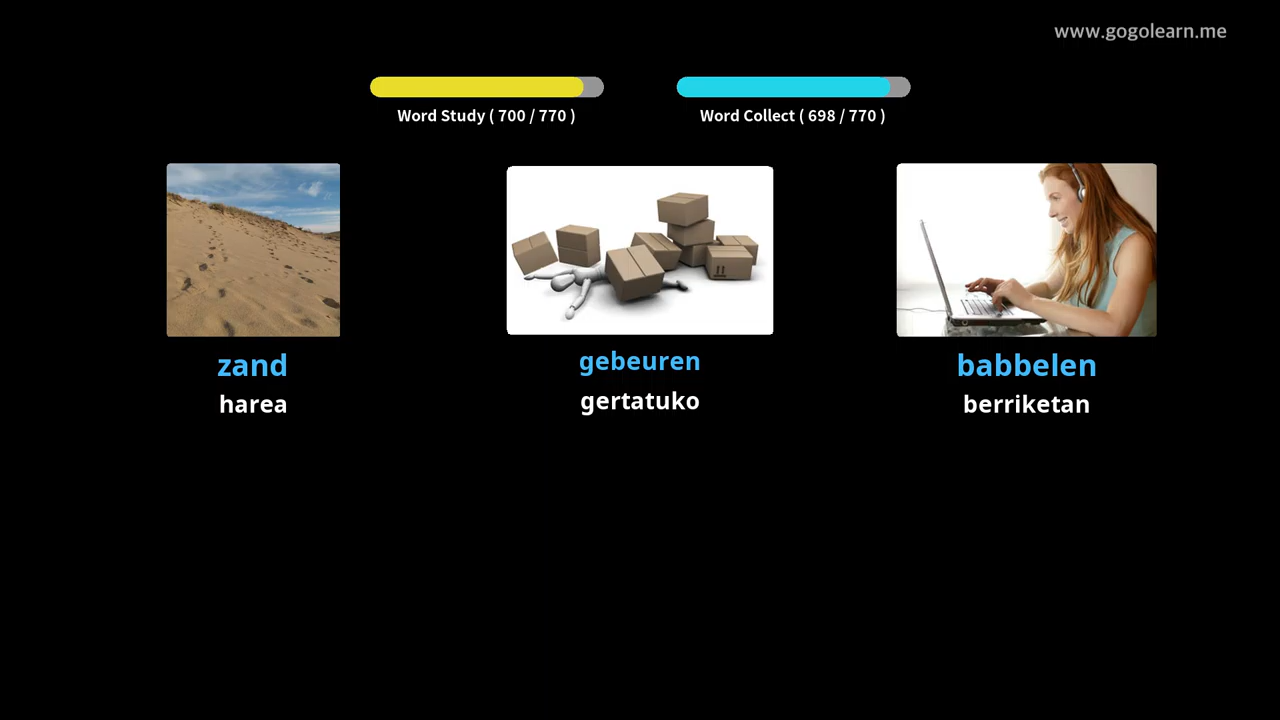 www.gogolearn.me
Word Study ( 700 / 770 )
Word Collect ( 698 / 770 )
zand
harea
gebeuren
gertatuko
babbelen
berriketan